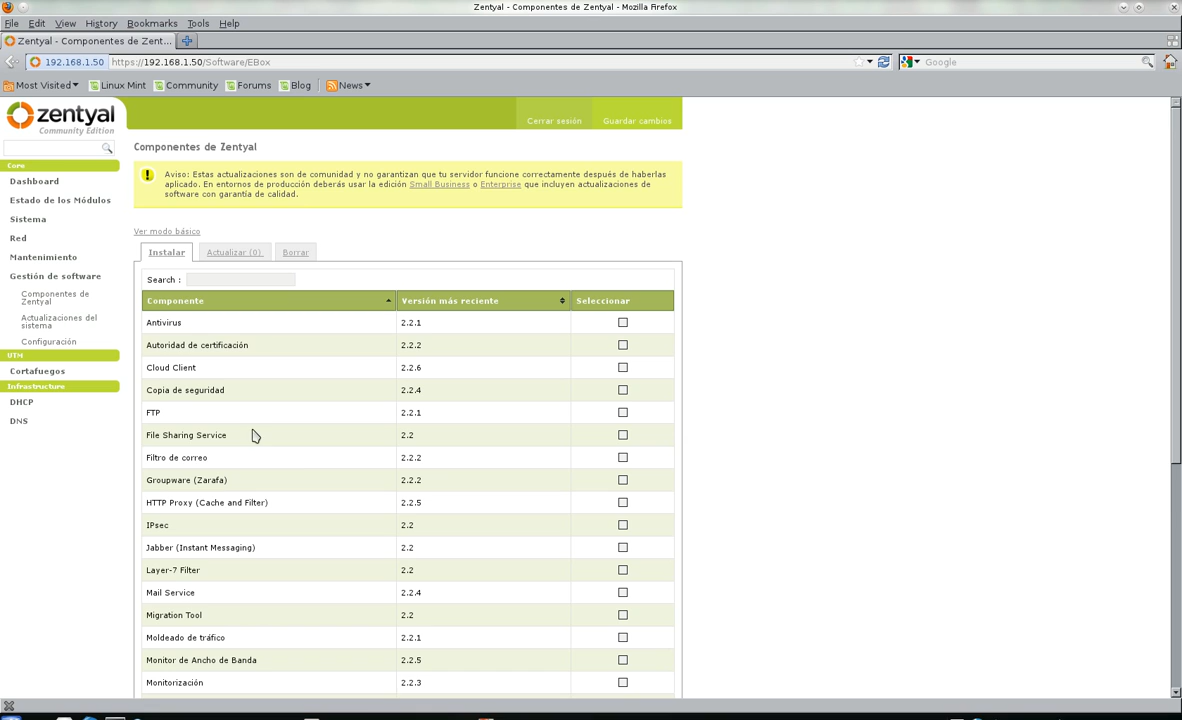 Zentyal - Componentes de Zentyal - Mozilla Firefox
File Edit View History Bookmarks Tools Help
Zentyal - Componentes de Zent...
192.168.1.50 https://192.168.1.50/Software/EBox Google
Most Visited Linux Mint Community Forums Blog News
zentyal
Community Edition
Cerrar sesión Guardar cambios
Core
Dashboard
Estado de los Módulos
Sistema
Red
Mantenimiento
Gestión de software
Componentes de
Zentyal
Actualizaciones del
sistema
Configuración
UTM
Cortafuegos
Infrastructure
DHCP
DNS
Componentes de Zentyal
Aviso: Estas actualizaciones son de comunidad y no garantizan que tu servidor funcione correctamente después de haberlas
aplicado. En entornos de producción deberás usar la edición Small Business o Enterprise que incluyen actualizaciones de
software con garantía de calidad.
Ver modo básico
Instalar Actualizar (0) Borrar
Search :
Componente Versión más reciente Seleccionar
Antivirus 2.2.1
Autoridad de certificación 2.2.2
Cloud Client 2.2.6
Copia de seguridad 2.2.4
FTP 2.2.1
File Sharing Service 2.2
Filtro de correo 2.2.2
Groupware (Zarafa) 2.2.2
HTTP Proxy (Cache and Filter) 2.2.5
IPsec 2.2
Jabber (Instant Messaging) 2.2
Layer-7 Filter 2.2
Mail Service 2.2.4
Migration Tool 2.2
Moldeado de tráfico 2.2.1
Monitor de Ancho de Banda 2.2.5
Monitorización 2.2.3